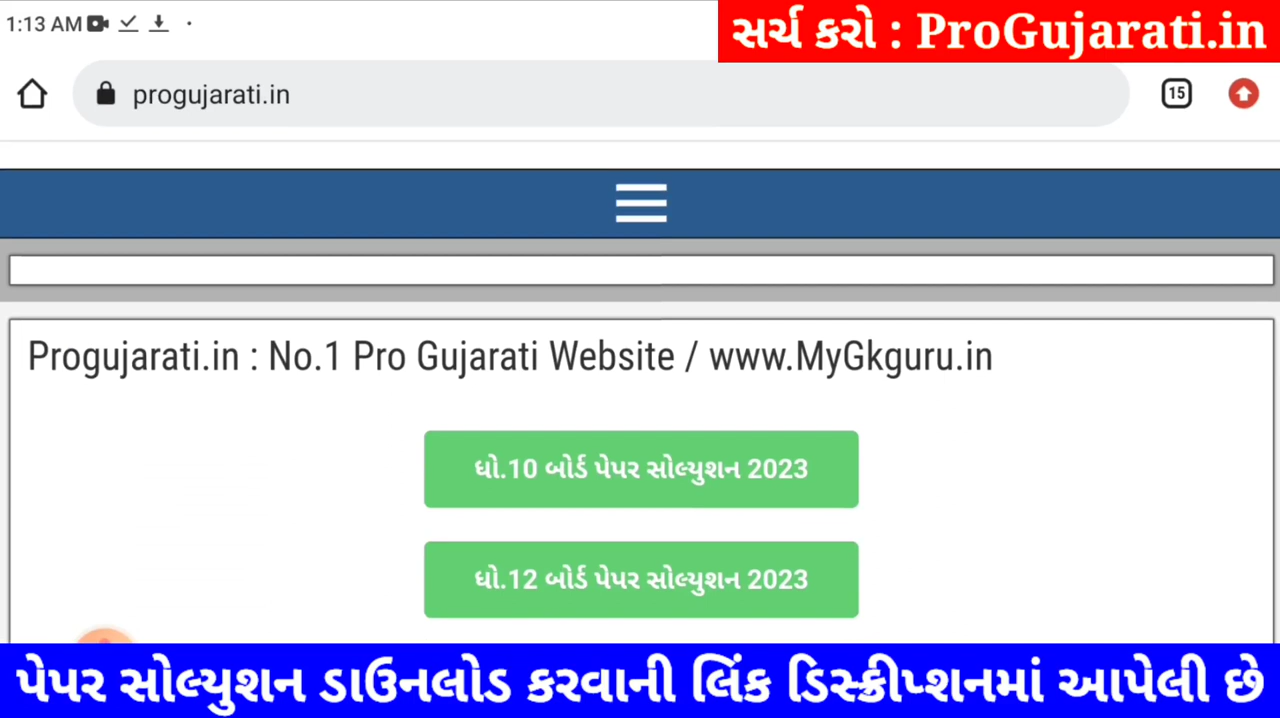 1:13 AM
સર્ચ કરો : ProGujarati.in
progujarati.in
15
Progujarati.in : No.1 Pro Gujarati Website / www.MyGkguru.in
ધો.10 બોર્ડ પેપર સોલ્યુશન 2023
ધો.12 બોર્ડ પેપર સોલ્યુશન 2023
પેપર સોલ્યુશન ડાઉનલોડ કરવાની લિંક ડિસ્ક્રીપ્શનમાં આપેલી છે